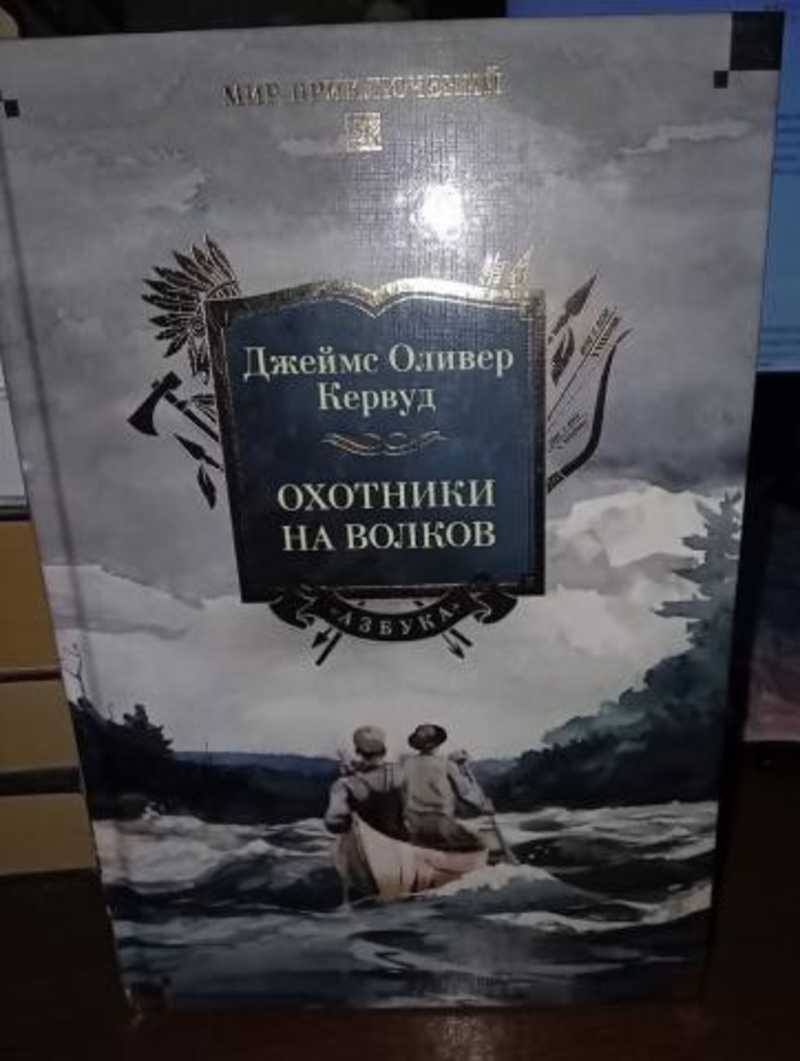 МИР ПРИКЛЮЧЕНИЙ
Джеймс Оливер
Кервуд
ОХОТНИКИ
НА ВОЛКОВ
«АЗБУКА»